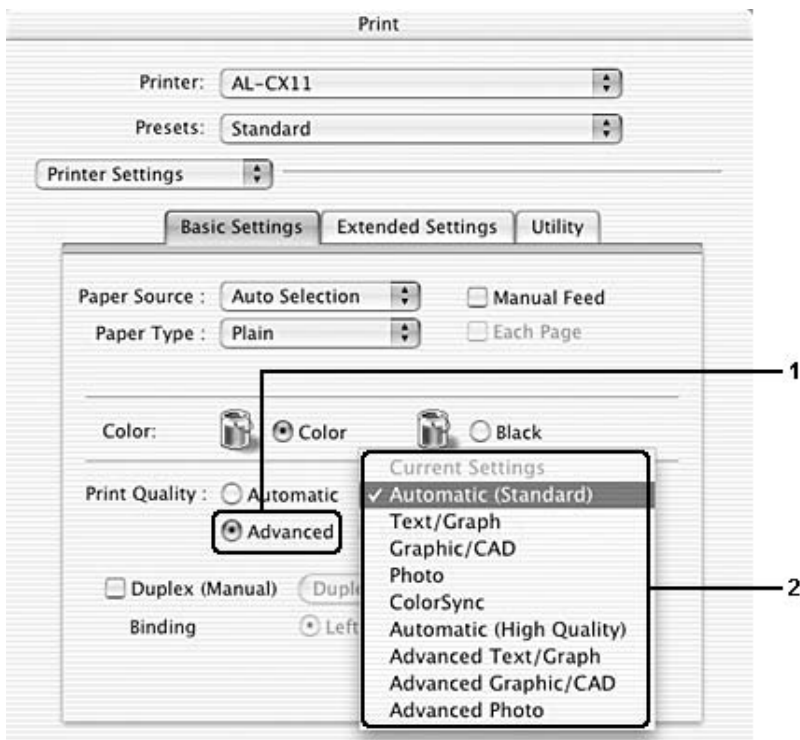 Print
Printer: AL-CX11
Presets: Standard
Printer Settings
Basic Settings Extended Settings Utility
Paper Source : Auto Selection Manual Feed
Paper Type : Plain Each Page
1
Color: Color Black
Current Settings
Print Quality : Automatic ✓ Automatic (Standard)
Text/Graph
Advanced
Graphic/CAD
Photo
2
Duplex (Manual)
ColorSync
Binding Left Automatic (High Quality)
Advanced Text/Graph
Advanced Graphic/CAD
Advanced Photo